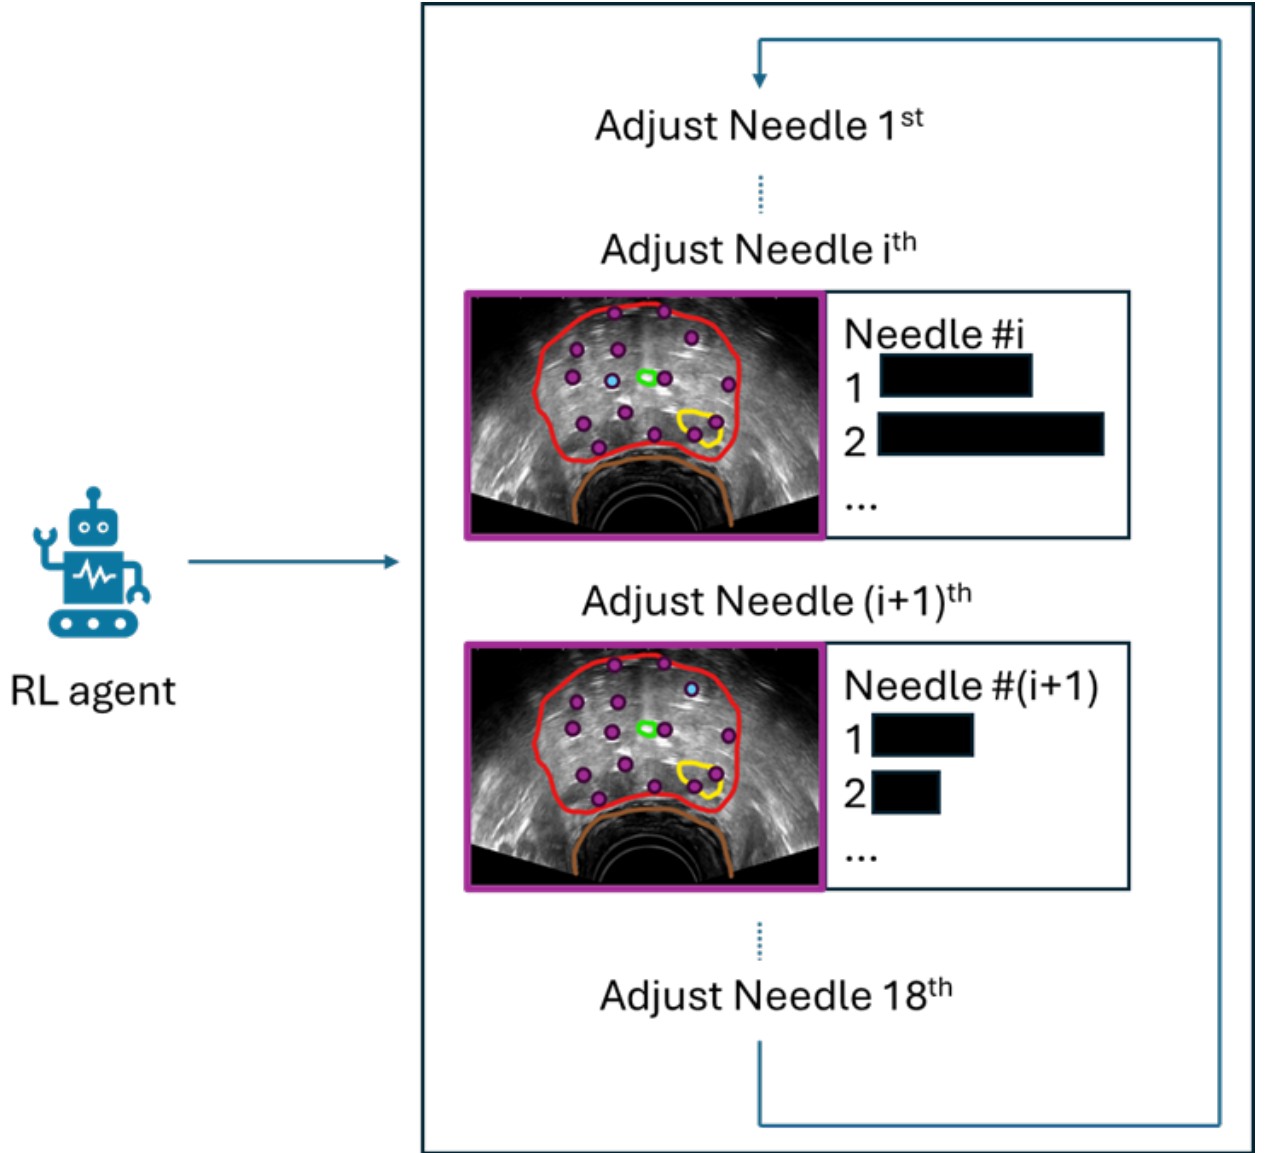 Adjust Needle 1st
Adjust Needle ith
Needle #i
1
2
...
RL agent
Adjust Needle (i+1)th
Needle #(i+1)
1
2
...
Adjust Needle 18th